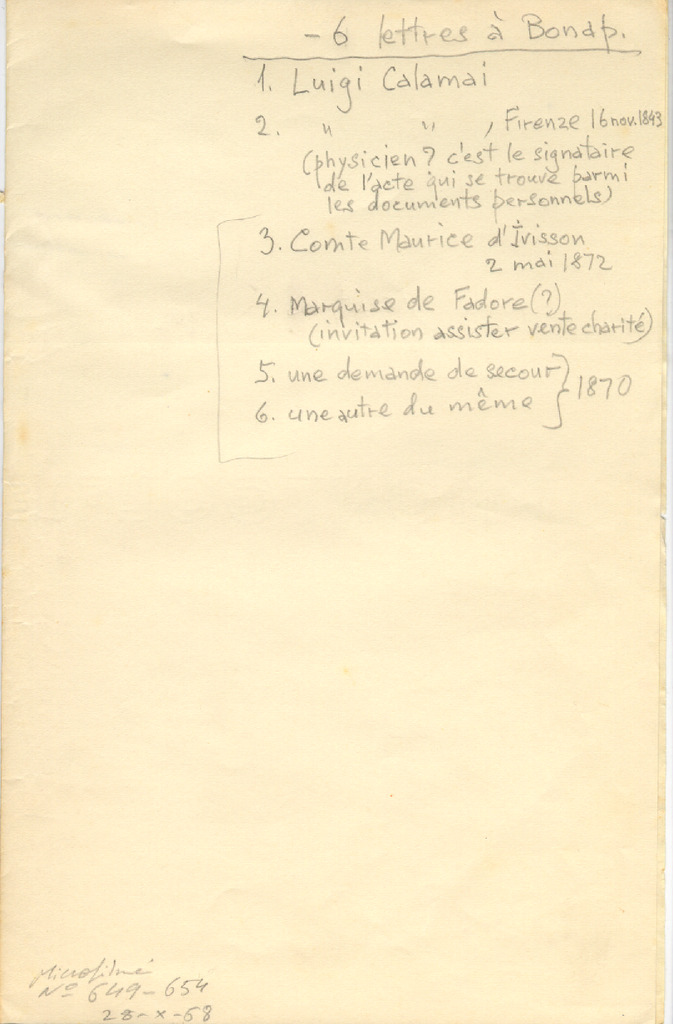 - 6 lettres à Bonap.
1. Luigi Calamai
2. " " , Firenze 16 nov. 1843
(physicien? c'est le signataire
de l'acte qui se trouve parmi
les documents personnels)
3. Comte Maurice d'Irisson
2 mai 1872
4. Marquise de Fadore (?)
(invitation assister vente charité)
5. une demande de secour
6. une autre du même } 1870
Microfilmé
Nº 649-654
28-X-68